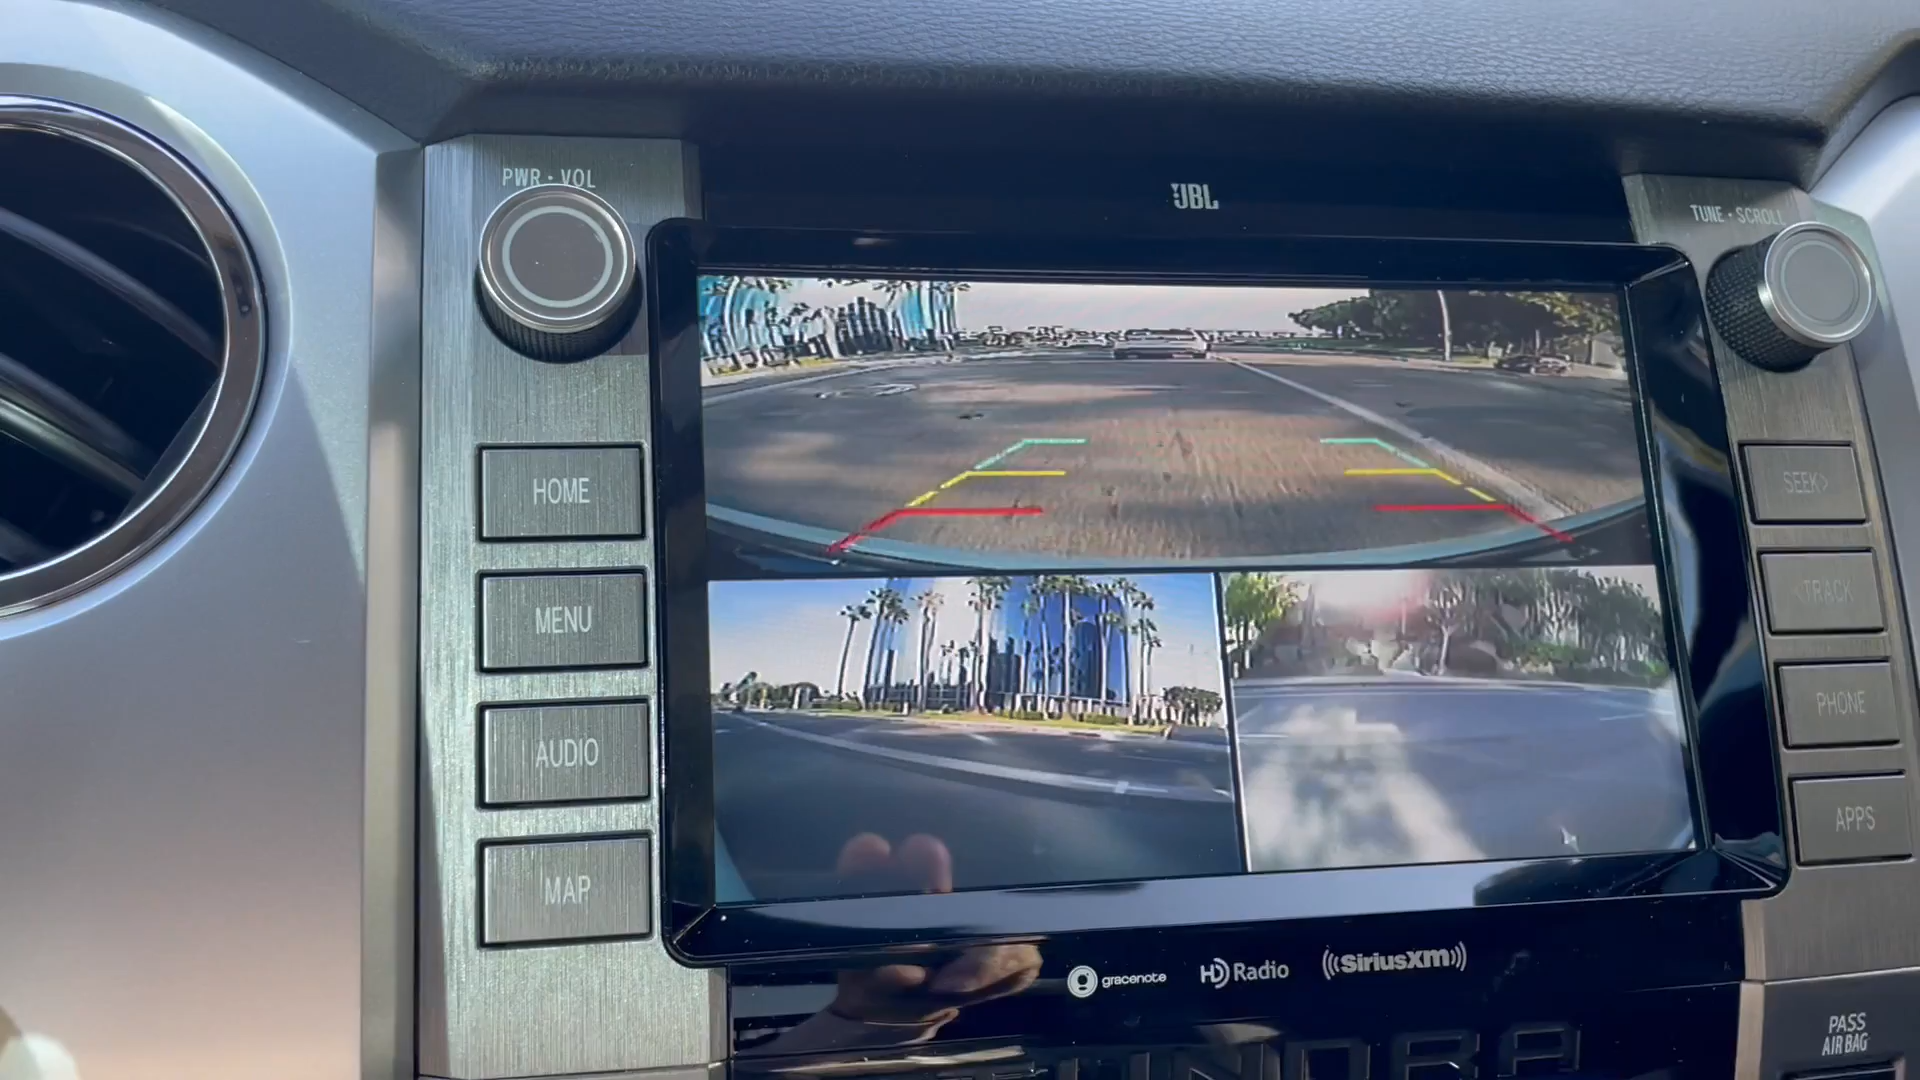 PWR • VOL
JBL
TUNE • SCROLL
HOME
MENU
AUDIO
MAP
SEEK>
<TRACK
PHONE
APPS
gracenote
HD Radio
((SiriusXM))
TUNDRA
PASS
AIR BAG